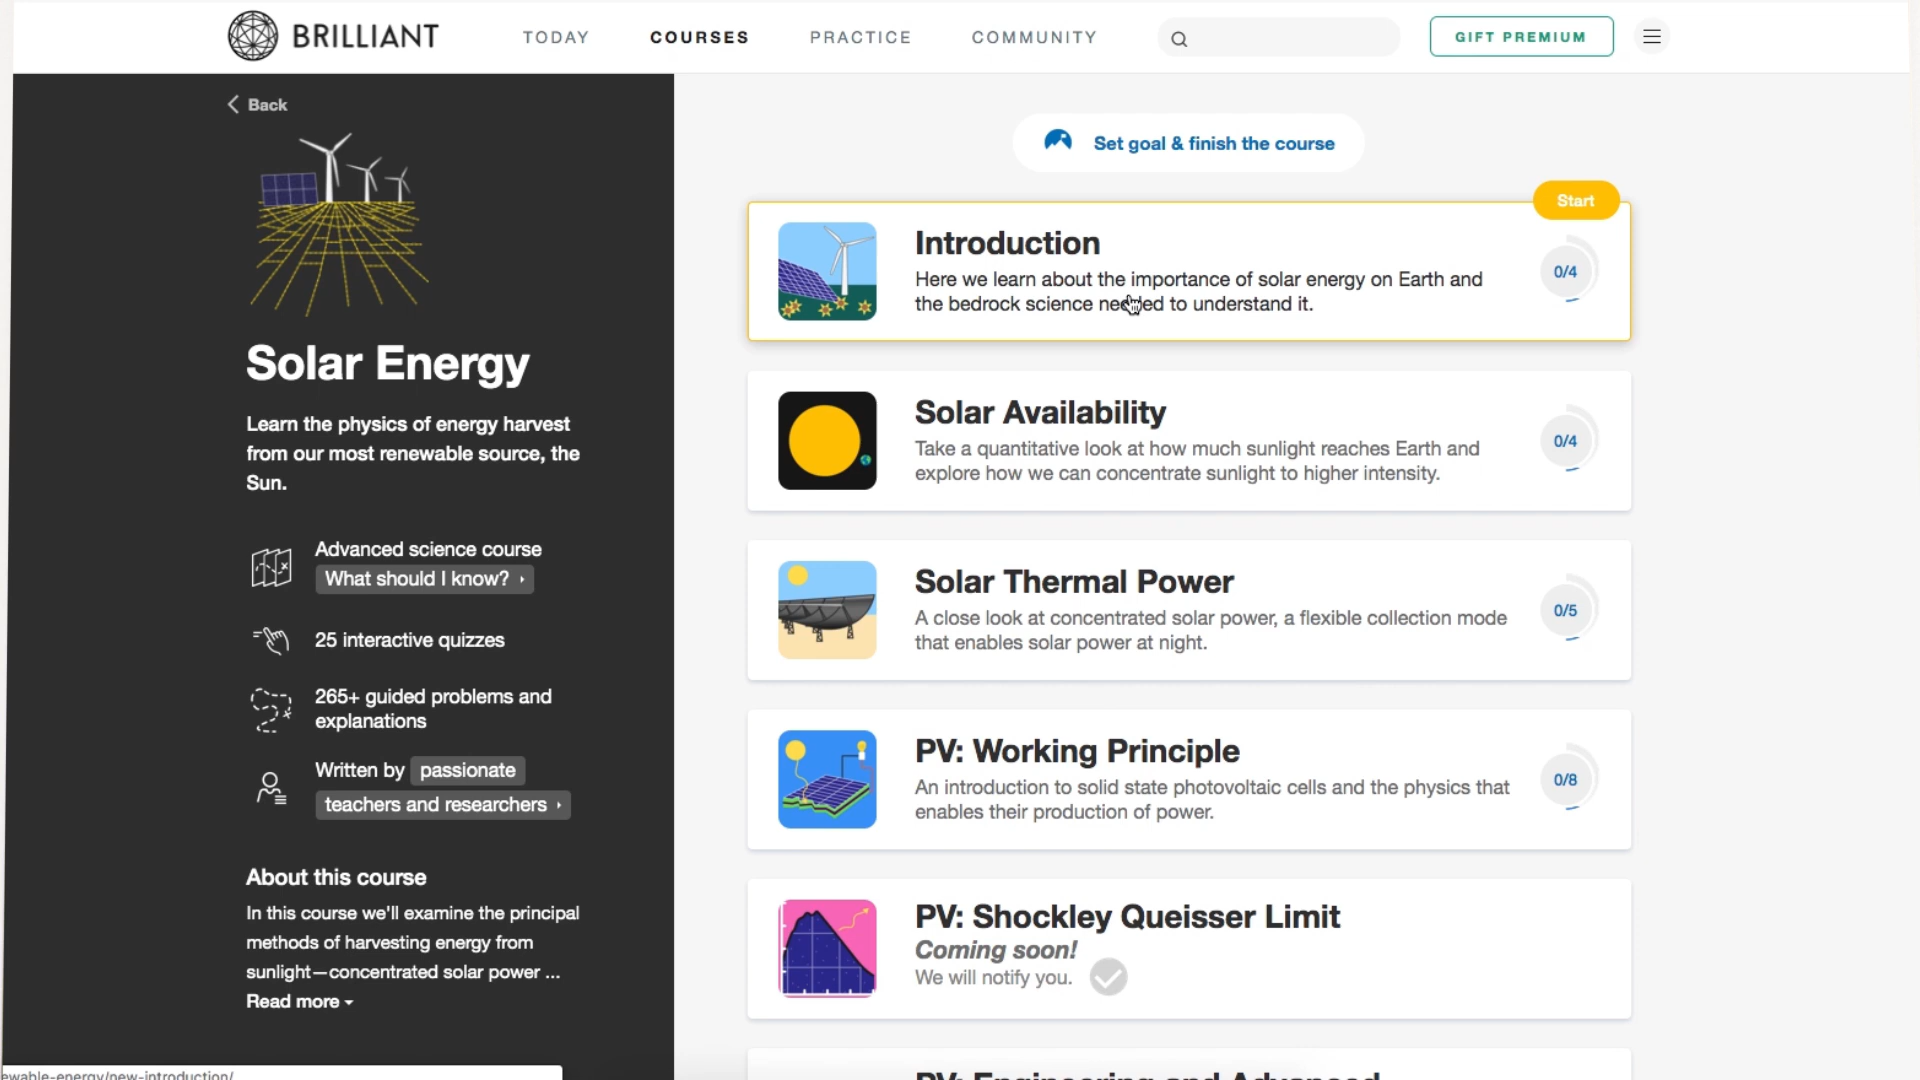 BRILLIANT
TODAY
COURSES
PRACTICE
COMMUNITY
GIFT PREMIUM
Back
Solar Energy
Learn the physics of energy harvest
from our most renewable source, the
Sun.
Advanced science course
What should I know?
25 interactive quizzes
265+ guided problems and
explanations
Written by passionate
teachers and researchers
About this course
In this course we'll examine the principal
methods of harvesting energy from
sunlight—concentrated solar power ...
Read more
Set goal & finish the course
Start
Introduction
Here we learn about the importance of solar energy on Earth and
the bedrock science needed to understand it.
0/4
Solar Availability
Take a quantitative look at how much sunlight reaches Earth and
explore how we can concentrate sunlight to higher intensity.
0/4
Solar Thermal Power
A close look at concentrated solar power, a flexible collection mode
that enables solar power at night.
0/5
PV: Working Principle
An introduction to solid state photovoltaic cells and the physics that
enables their production of power.
0/8
PV: Shockley Queisser Limit
Coming soon!
We will notify you.
PV: Engineering and Advanced
ewable-energy/new-introduction/